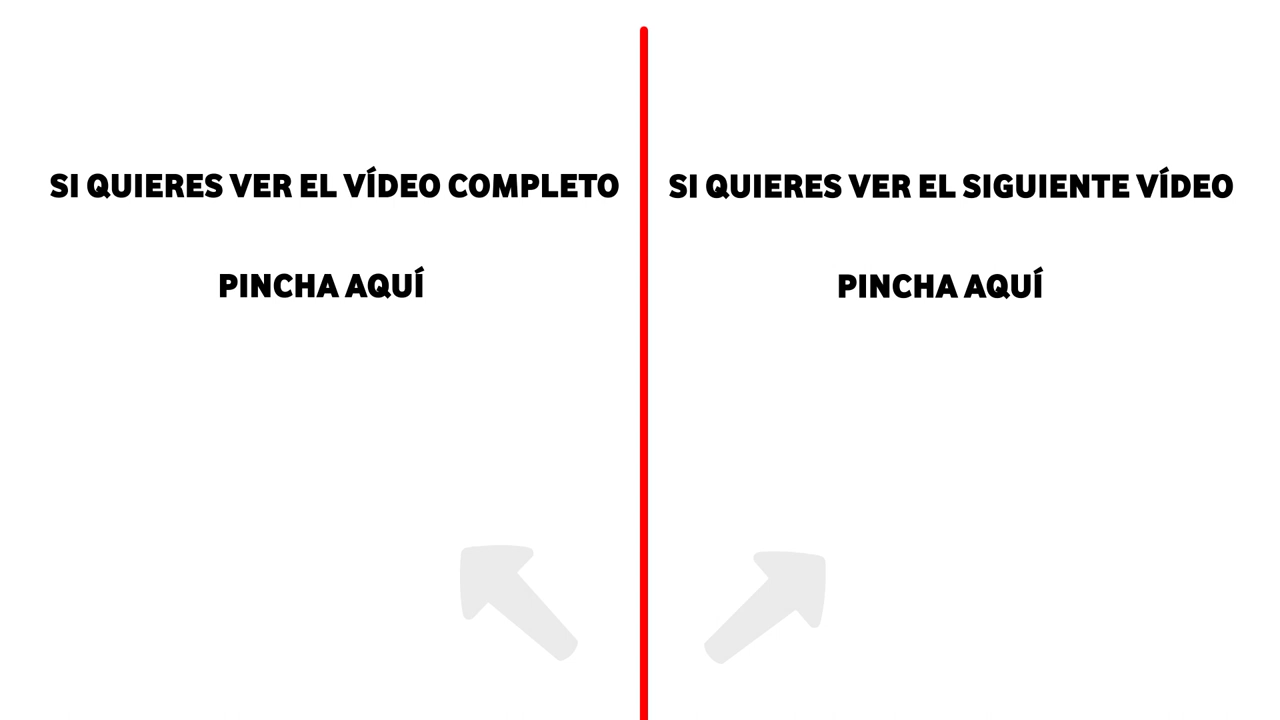 SI QUIERES VER EL VÍDEO COMPLETO
PINCHA AQUÍ
SI QUIERES VER EL SIGUIENTE VÍDEO
PINCHA AQUÍ